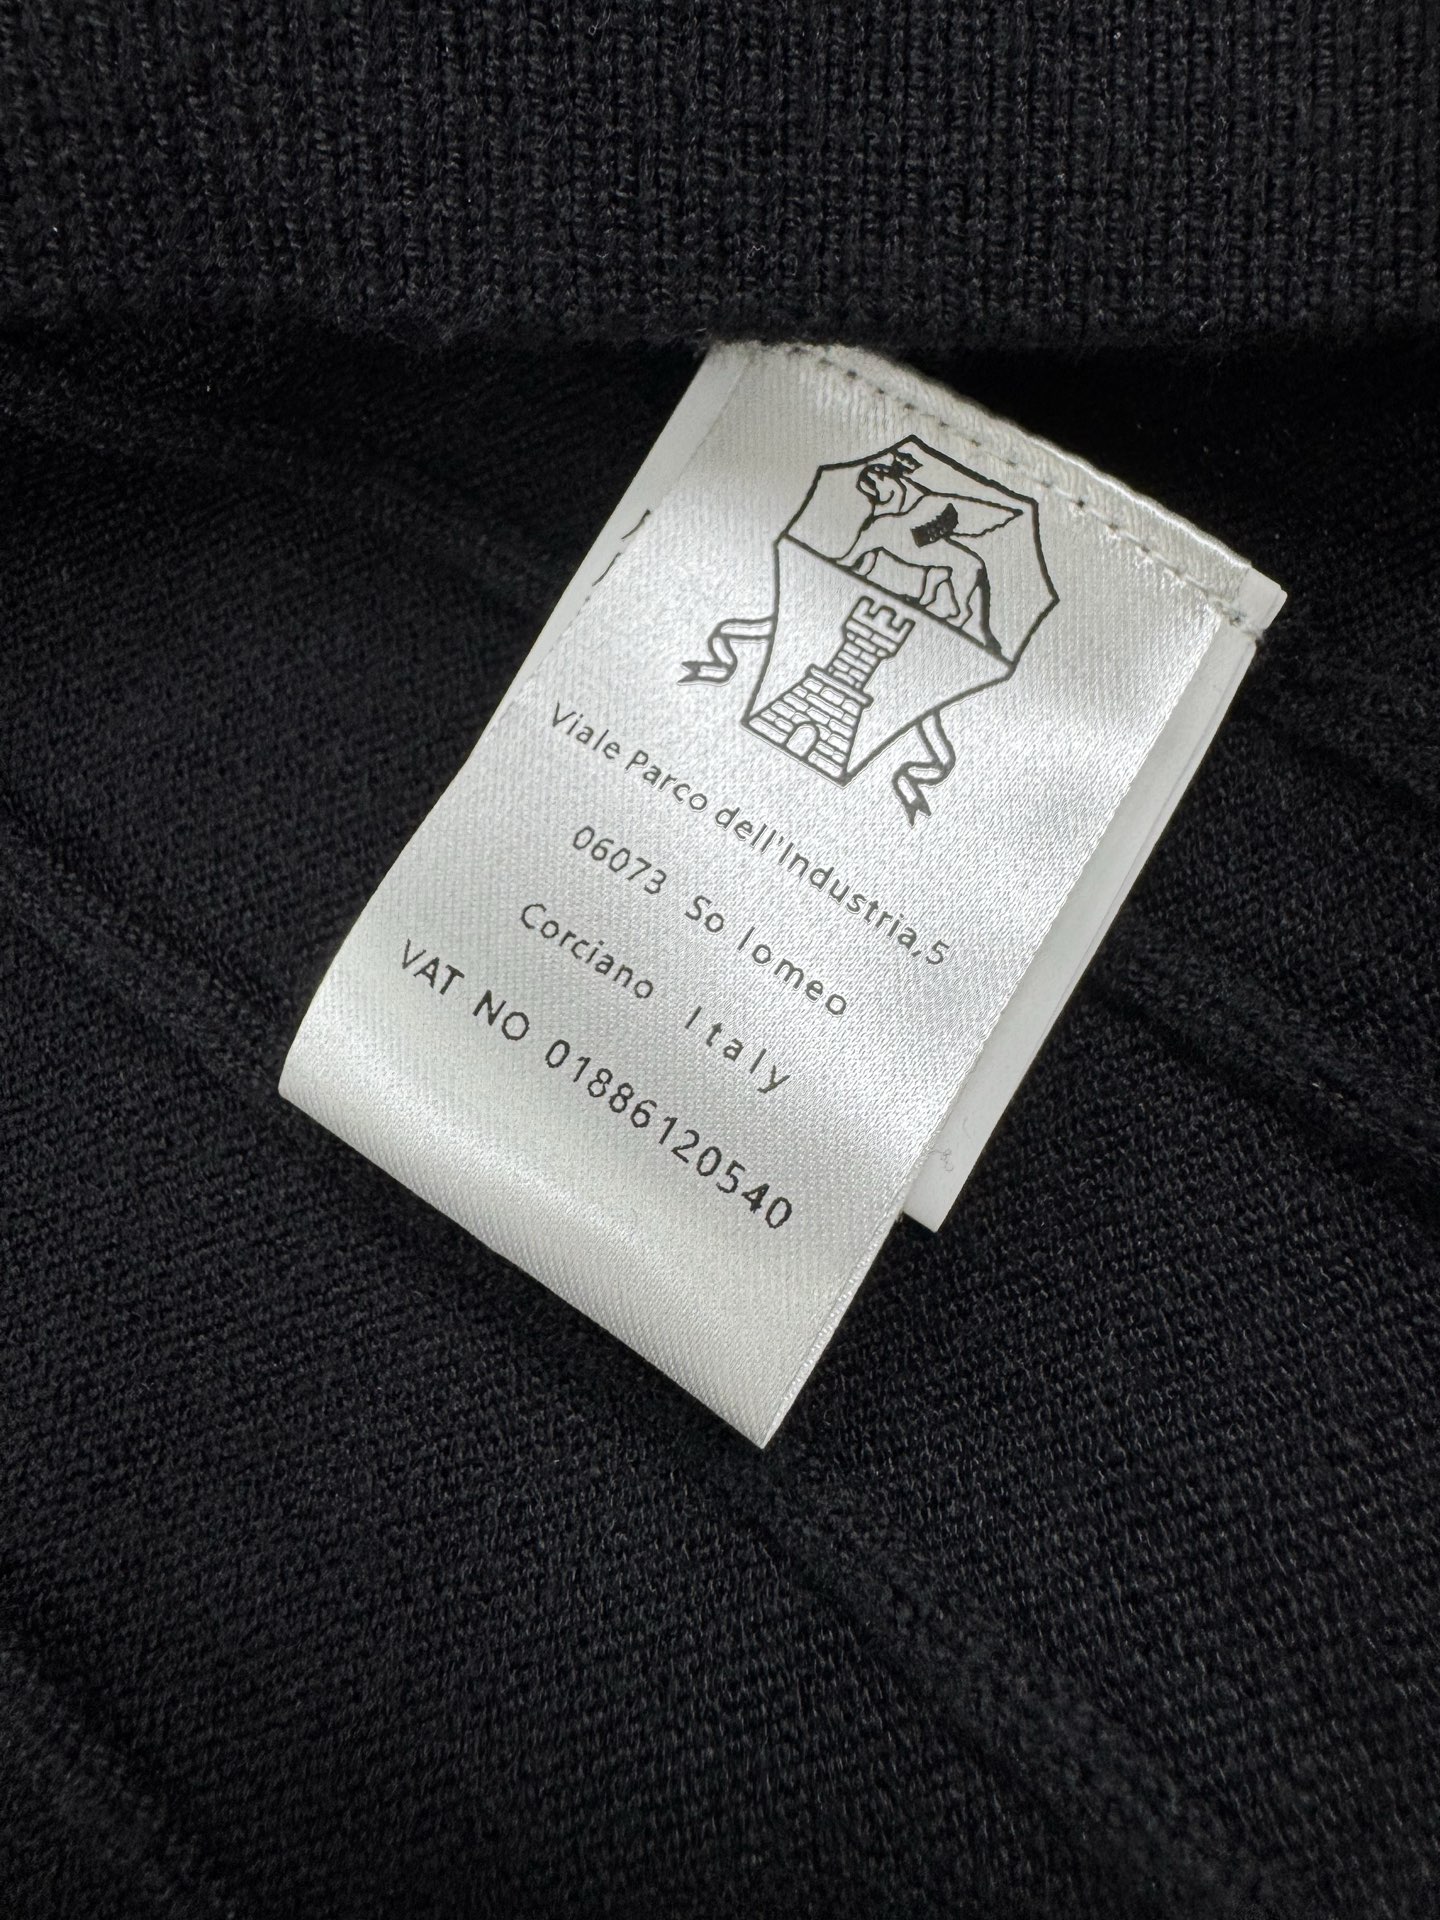 Viale Parco dell'Industria,5
06073 So lomeo
Corciano Italy
VAT NO 01886120540